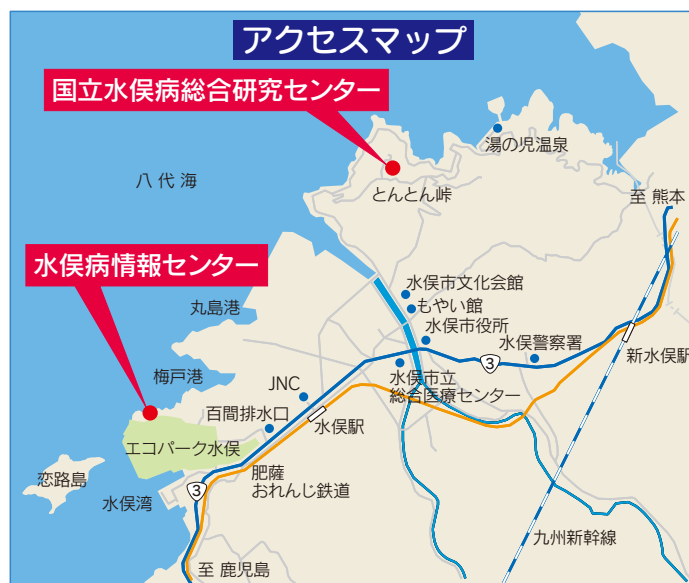 アクセスマップ
国立水俣病総合研究センター
湯の児温泉
八代海
とんとん峠
至 熊本
水俣病情報センター
水俣市文化会館
丸島港
もやい館
水俣市役所
水俣警察署
3
新水俣駅
梅戸港
JNC
水俣市立
総合医療センター
百間排水口
水俣駅
エコパーク水俣
恋路島
肥薩
おれんじ鉄道
3
水俣湾
九州新幹線
至 鹿児島